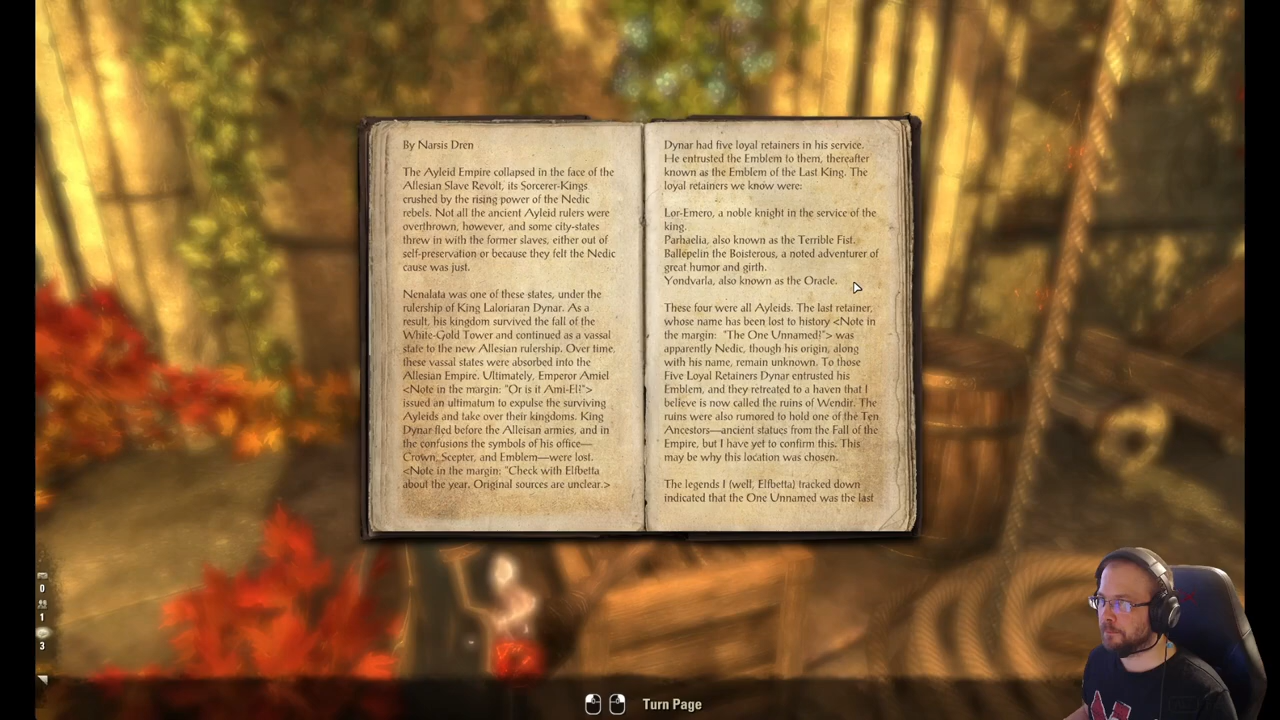 By Narsis Dren
The Ayleid Empire collapsed in the face of the
Allesian Slave Revolt, its Sorcerer-Kings
crushed by the rising power of the Nedic
rebels. Not all the ancient Ayleid rulers were
overthrown, however, and some city-states
threw in with the former slaves, either out of
self-preservation or because they felt the Nedic
cause was just.
Nenalata was one of these states, under the
rulership of King Laloriaran Dynar. As a
result, his kingdom survived the fall of the
White-Gold Tower and continued as a vassal
state to the new Allesian rulership. Over time,
these vassal states were absorbed into the
Allesian Empire. Ultimately, Emperor Amiel
<Note in the margin: "Or is it Ami-El!">
issued an ultimatum to expulse the surviving
Ayleids and take over their kingdoms. King
Dynar fled before the Alleisan armies, and in
the confusions the symbols of his office—
Crown, Scepter, and Emblem—were lost.
<Note in the margin: "Check with Elfbetta
about the year. Original sources are unclear.>
Dynar had five loyal retainers in his service.
He entrusted the Emblem to them, thereafter
known as the Emblem of the Last King. The
loyal retainers we know were:
Lor-Emero, a noble knight in the service of the
king.
Parhaelia, also known as the Terrible Fist.
Ballepelin the Boisterous, a noted adventurer of
great humor and girth.
Yondvarla, also known as the Oracle.
These four were all Ayleids. The last retainer,
whose name has been lost to history <Note in
the margin: "The One Unnamed!"> was
apparently Nedic, though his origin, along
with his name, remain unknown. To those
Five Loyal Retainers Dynar entrusted his
Emblem, and they retreated to a haven that I
believe is now called the ruins of Wendir. The
ruins were also rumored to hold one of the Ten
Ancestors—ancient statues from the Fall of the
Empire, but I have yet to confirm this. This
may be why this location was chosen.
The legends I (well, Elfbetta) tracked down
indicated that the One Unnamed was the last
0
1
3
Turn Page